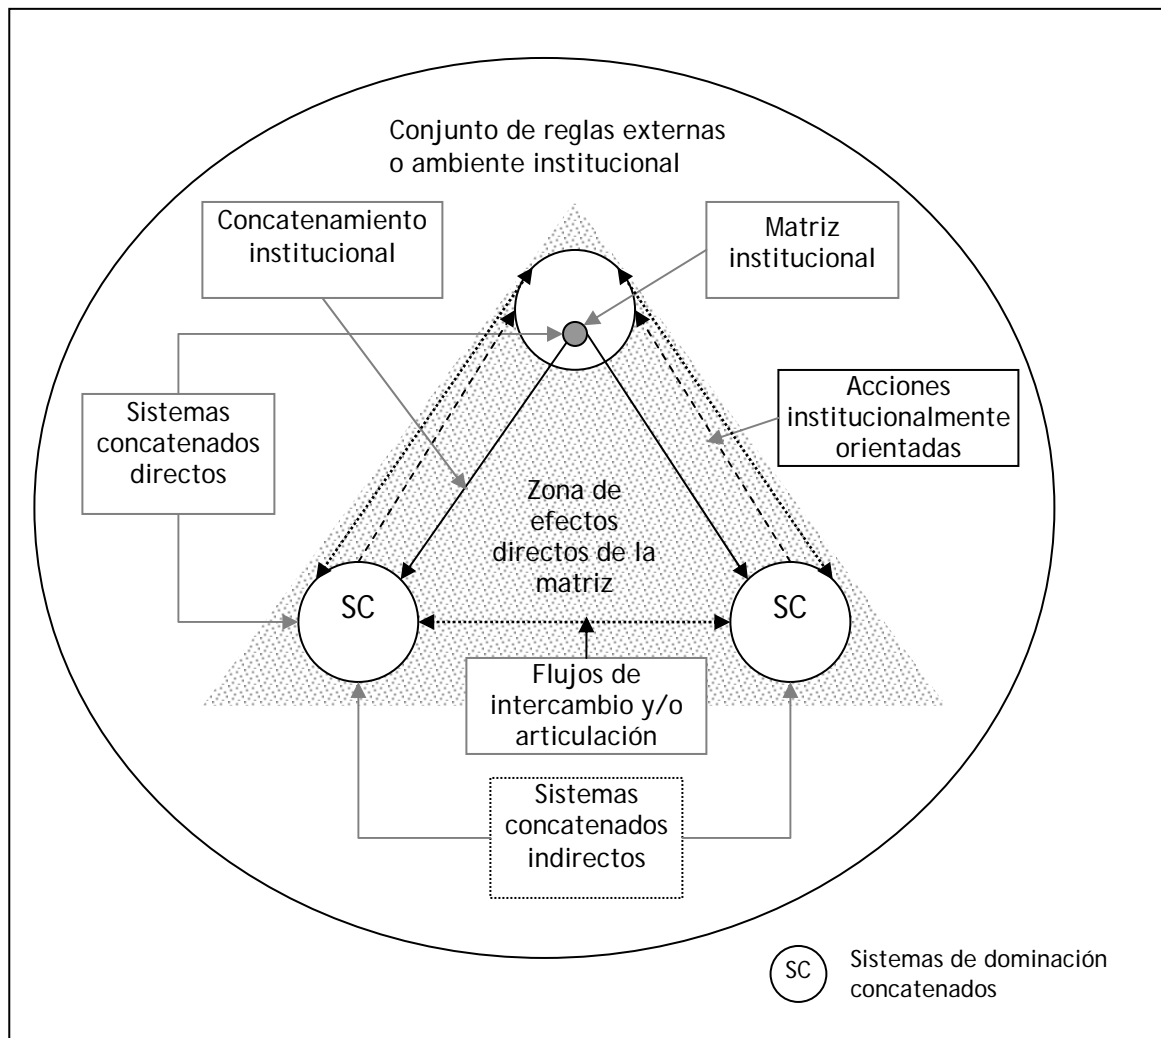 Conjunto de reglas externas
o ambiente institucional
Concatenamiento
institucional
Matriz
institucional
Sistemas
concatenados
directos
Acciones
institucionalmente
orientadas
Zona de
efectos
directos de la
matriz
SC
SC
Flujos de
intercambio y/o
articulación
Sistemas
concatenados
indirectos
SC
Sistemas de dominación
concatenados